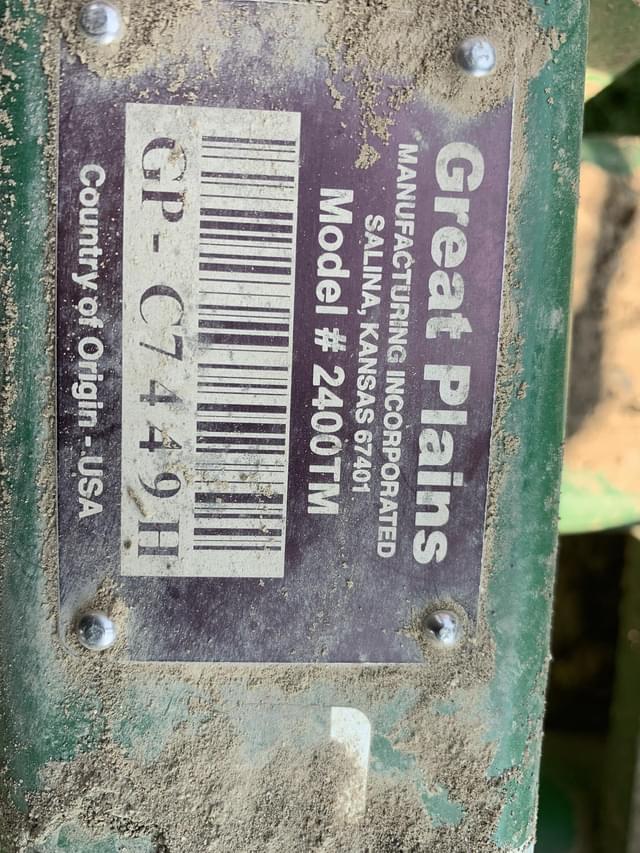 Great Plains
MANUFACTURING INCORPORATED
SALINA, KANSAS 67401
Model # 2400TM
GP - C7449H
Country of Origin - USA